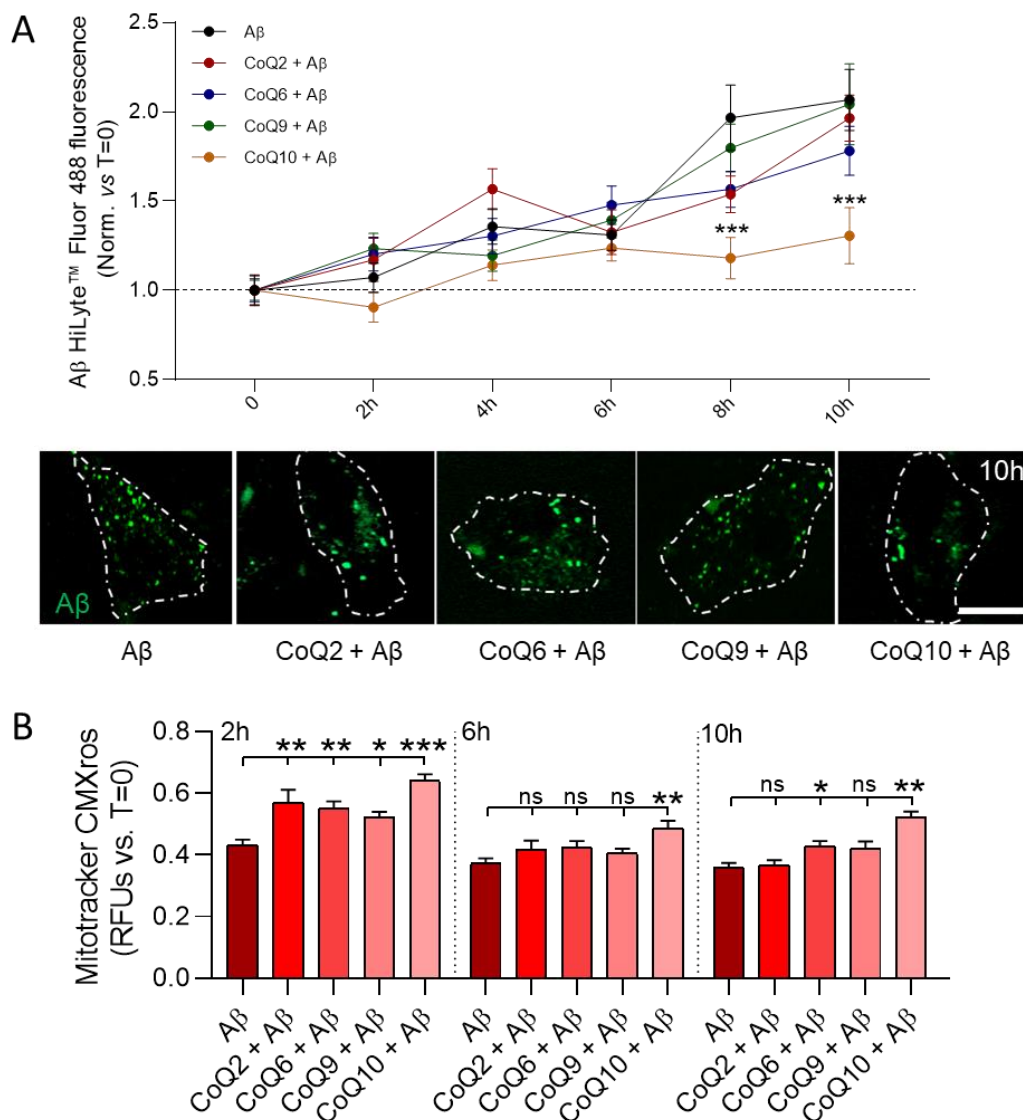 A
Aβ HiLyte™ Fluor 488 fluorescence
(Norm. vs T=0)
2.5
2.0
1.5
1.0
0.5
Aβ
CoQ2 + Aβ
CoQ6 + Aβ
CoQ9 + Aβ
CoQ10 + Aβ
***
***
0
2h
4h
6h
8h
10h
10h
Aβ
Aβ
CoQ2 + Aβ
CoQ6 + Aβ
CoQ9 + Aβ
CoQ10 + Aβ
B
Mitotracker CMXros
(RFUs vs. T=0)
0.8
0.6
0.4
0.2
0.0
2h
** ** * ***
6h
ns ns ns **
10h
ns * ns **
Aβ
CoQ2 + Aβ
CoQ6 + Aβ
CoQ9 + Aβ
CoQ10 + Aβ
Aβ
CoQ2 + Aβ
CoQ6 + Aβ
CoQ9 + Aβ
CoQ10 + Aβ
Aβ
CoQ2 + Aβ
CoQ6 + Aβ
CoQ9 + Aβ
CoQ10 + Aβ